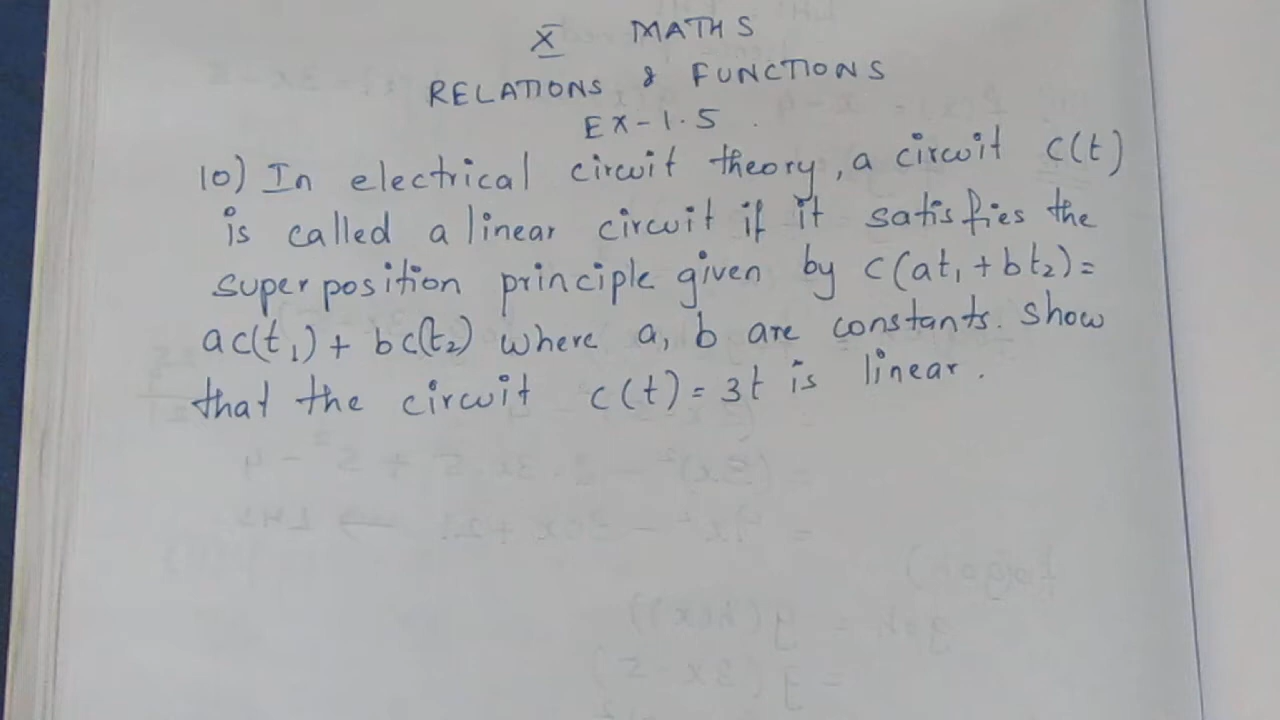 X MATHS
RELATIONS & FUNCTIONS
EX-1.5
10) In electrical circuit theory, a circuit c(t)
is called a linear circuit if it satisfies the
superposition principle given by c(at₁ + bt₂) =
ac(t₁) + bc(t₂) where a, b are constants. Show
that the circuit c(t) = 3t is linear.